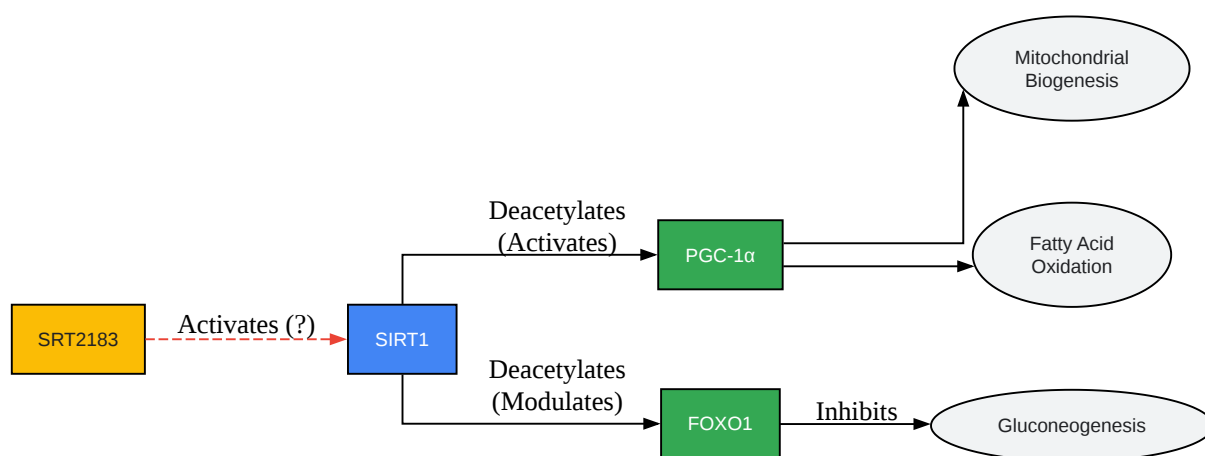 Mitochondrial
Biogenesis
Deacetylates
(Activates)
PGC-1α
Fatty Acid
Oxidation
SRT2183
Activates (?)
SIRT1
Deacetylates
(Modulates)
FOXO1
Inhibits
Gluconeogenesis